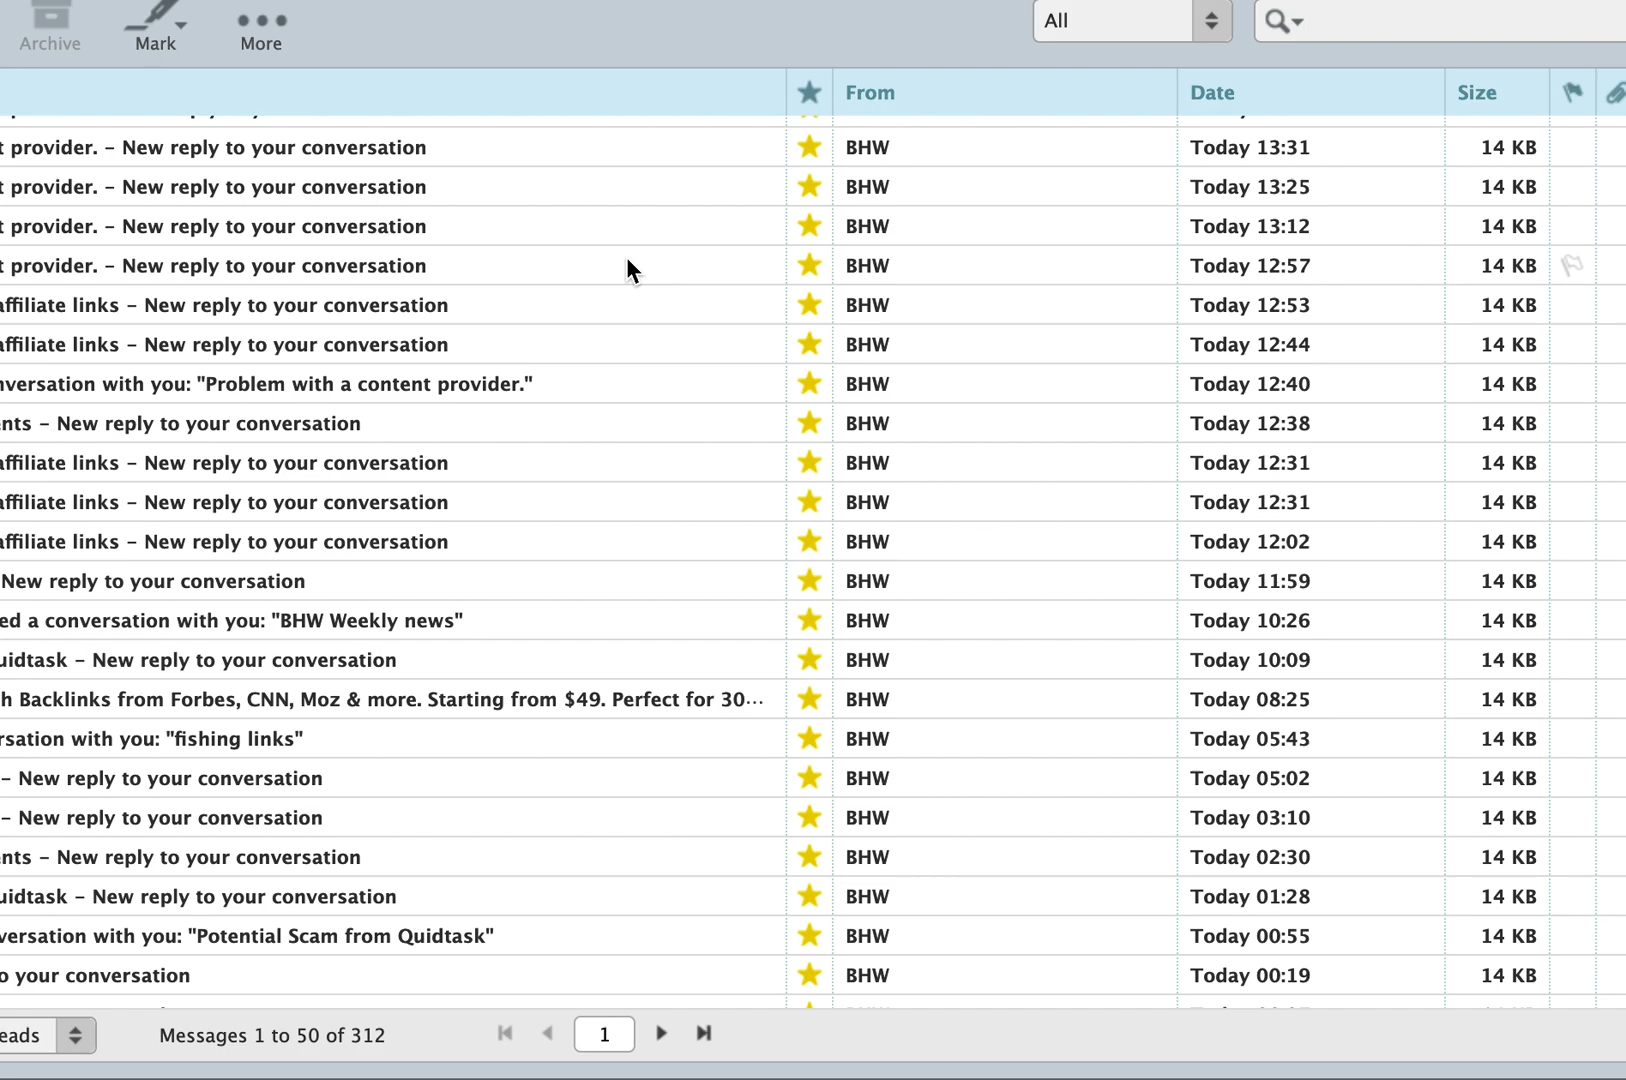 Archive Mark More All
From Date Size
t provider. – New reply to your conversation BHW Today 13:31 14 KB
t provider. – New reply to your conversation BHW Today 13:25 14 KB
t provider. – New reply to your conversation BHW Today 13:12 14 KB
t provider. – New reply to your conversation BHW Today 12:57 14 KB
affiliate links – New reply to your conversation BHW Today 12:53 14 KB
affiliate links – New reply to your conversation BHW Today 12:44 14 KB
nversation with you: "Problem with a content provider." BHW Today 12:40 14 KB
ents – New reply to your conversation BHW Today 12:38 14 KB
affiliate links – New reply to your conversation BHW Today 12:31 14 KB
affiliate links – New reply to your conversation BHW Today 12:31 14 KB
affiliate links – New reply to your conversation BHW Today 12:02 14 KB
New reply to your conversation BHW Today 11:59 14 KB
ed a conversation with you: "BHW Weekly news" BHW Today 10:26 14 KB
uidtask – New reply to your conversation BHW Today 10:09 14 KB
h Backlinks from Forbes, CNN, Moz & more. Starting from $49. Perfect for 30... BHW Today 08:25 14 KB
rsation with you: "fishing links" BHW Today 05:43 14 KB
– New reply to your conversation BHW Today 05:02 14 KB
– New reply to your conversation BHW Today 03:10 14 KB
ents – New reply to your conversation BHW Today 02:30 14 KB
uidtask – New reply to your conversation BHW Today 01:28 14 KB
versation with you: "Potential Scam from Quidtask" BHW Today 00:55 14 KB
o your conversation BHW Today 00:19 14 KB
eads Messages 1 to 50 of 312 1